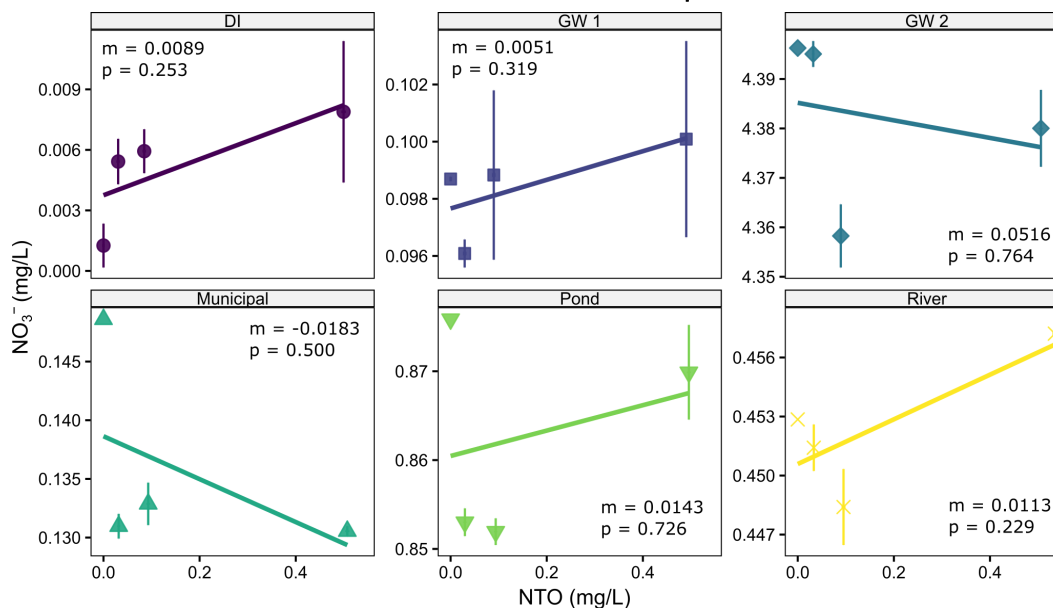 DI
GW 1
GW 2
m = 0.0089
p = 0.253
m = 0.0051
p = 0.319
m = 0.0516
p = 0.764
0.009
0.006
0.003
0.000
0.102
0.100
0.098
0.096
4.39
4.38
4.37
4.36
4.35
Municipal
Pond
River
m = -0.0183
p = 0.500
m = 0.0143
p = 0.726
m = 0.0113
p = 0.229
0.145
0.140
0.135
0.130
0.87
0.86
0.85
0.456
0.453
0.450
0.447
0.0 0.2 0.4
0.0 0.2 0.4
0.0 0.2 0.4
NO₃⁻ (mg/L)
NTO (mg/L)